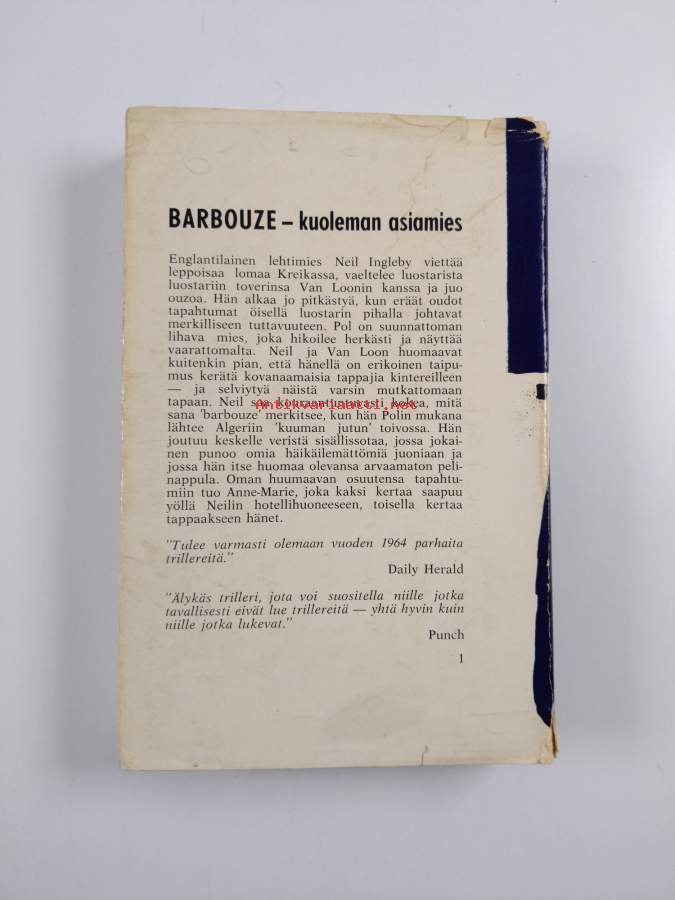 BARBOUZE – kuoleman asiamies
Englantilainen lehtimies Neil Ingleby viettää
leppoisaa lomaa Kreikassa, vaeltelee luostarista
luostariin toverinsa Van Loonin kanssa ja juo
ouzoa. Hän alkaa jo pitkästyä, kun eräät oudot
tapahtumat öisellä luostarin pihalla johtavat
merkilliseen tuttavuuteen. Pol on suunnattoman
lihava mies, joka hikoilee herkästi ja näyttää
vaarattomalta. Neil ja Van Loon huomaavat
kuitenkin pian, että hänellä on erikoinen taipu-
mus kerätä kovanaamaisia tappajia kintereilleen
— ja selviytyä näistä varsin mutkattomaan
tapaan. Neil saa kouraantuntuvasti kokea, mitä
Antikvariaatti.net
sana 'barbouze' merkitsee, kun hän Polin mukana
lähtee Algeriin 'kuuman jutun' toivossa. Hän
joutuu keskelle veristä sisällissotaa, jossa jokai-
nen punoo omia häikäilemättömiä juoniaan ja
jossa hän itse huomaa olevansa arvaamaton peli-
nappula. Oman huumaavan osuutensa tapahtu-
miin tuo Anne-Marie, joka kaksi kertaa saapuu
yöllä Neilin hotellihuoneeseen, toisella kertaa
tappaakseen hänet.
"Tulee varmasti olemaan vuoden 1964 parhaita
trillereitä."
Daily Herald
"Älykäs trilleri, jota voi suositella niille jotka
tavallisesti eivät lue trillereitä — yhtä hyvin kuin
niille jotka lukevat."
Punch
1